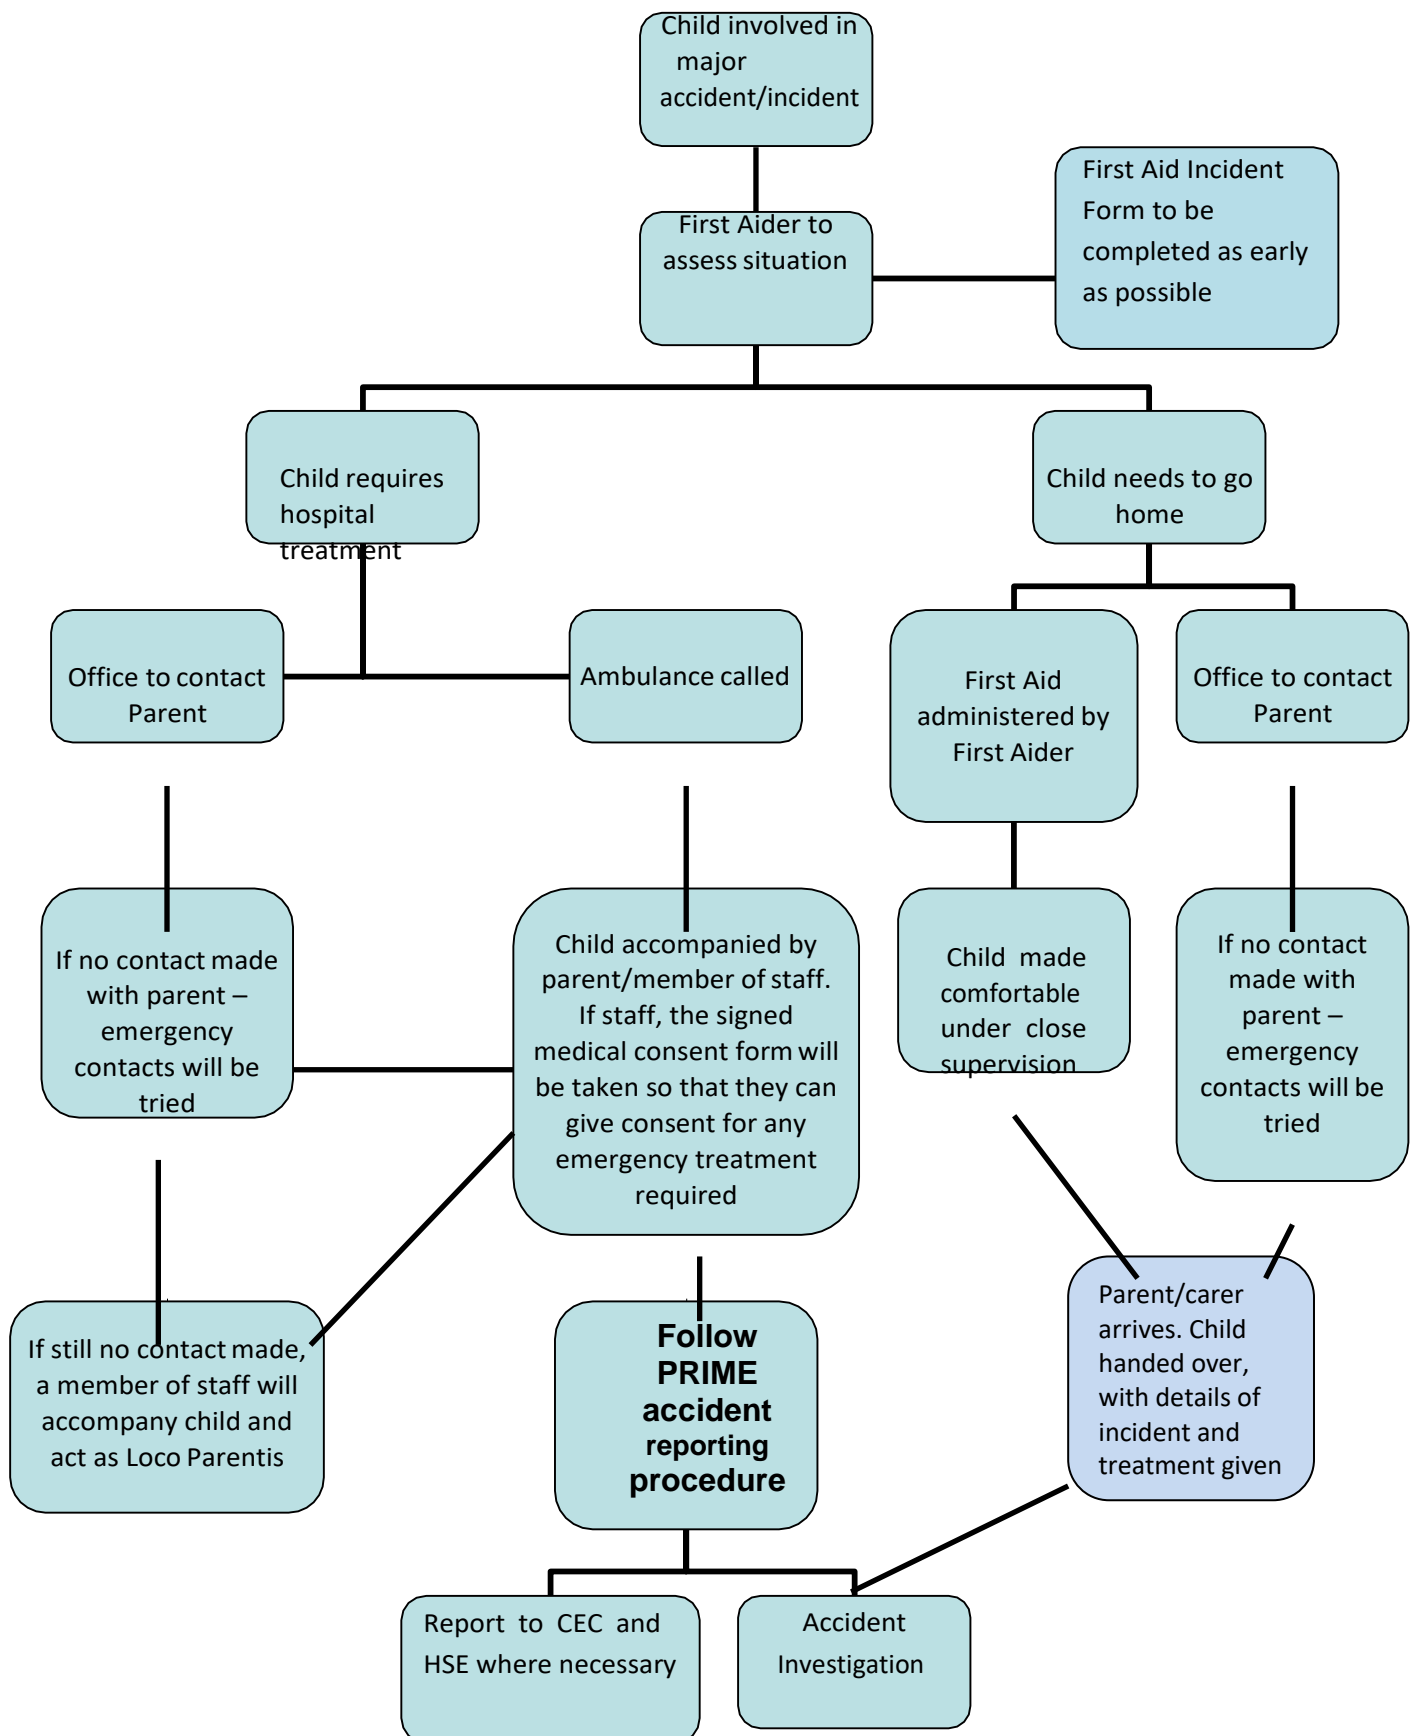 Child involved in
major
accident/incident
First Aid Incident
Form to be
completed as early
as possible
First Aider to
assess situation
Child requires
hospital
treatment
Child needs to go
home
Office to contact
Parent
Ambulance called
First Aid
administered by
First Aider
Office to contact
Parent
If no contact made
with parent –
emergency
contacts will be
tried
Child accompanied by
parent/member of staff.
If staff, the signed
medical consent form will
be taken so that they can
give consent for any
emergency treatment
required
Child made
comfortable
under close
supervision
If no contact
made with
parent –
emergency
contacts will be
tried
If still no contact made,
a member of staff will
accompany child and
act as Loco Parentis
Follow
PRIME
accident
reporting
procedure
Parent/carer
arrives. Child
handed over,
with details of
incident and
treatment given
Report to CEC and
HSE where necessary
Accident
Investigation